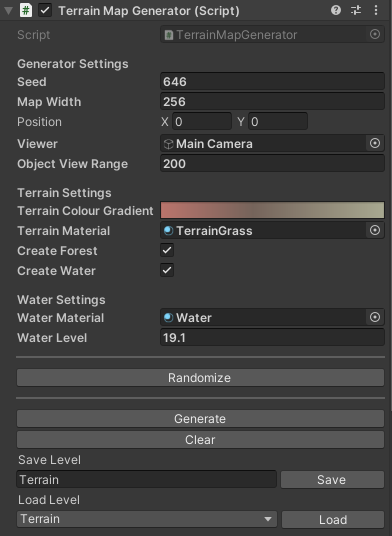 Terrain Map Generator (Script)
Script TerrainMapGenerator
Generator Settings
Seed 646
Map Width 256
Position X 0 Y 0
Viewer Main Camera
Object View Range 200
Terrain Settings
Terrain Colour Gradient
Terrain Material TerrainGrass
Create Forest
Create Water
Water Settings
Water Material Water
Water Level 19.1
Randomize
Generate
Clear
Save Level
Terrain Save
Load Level
Terrain Load